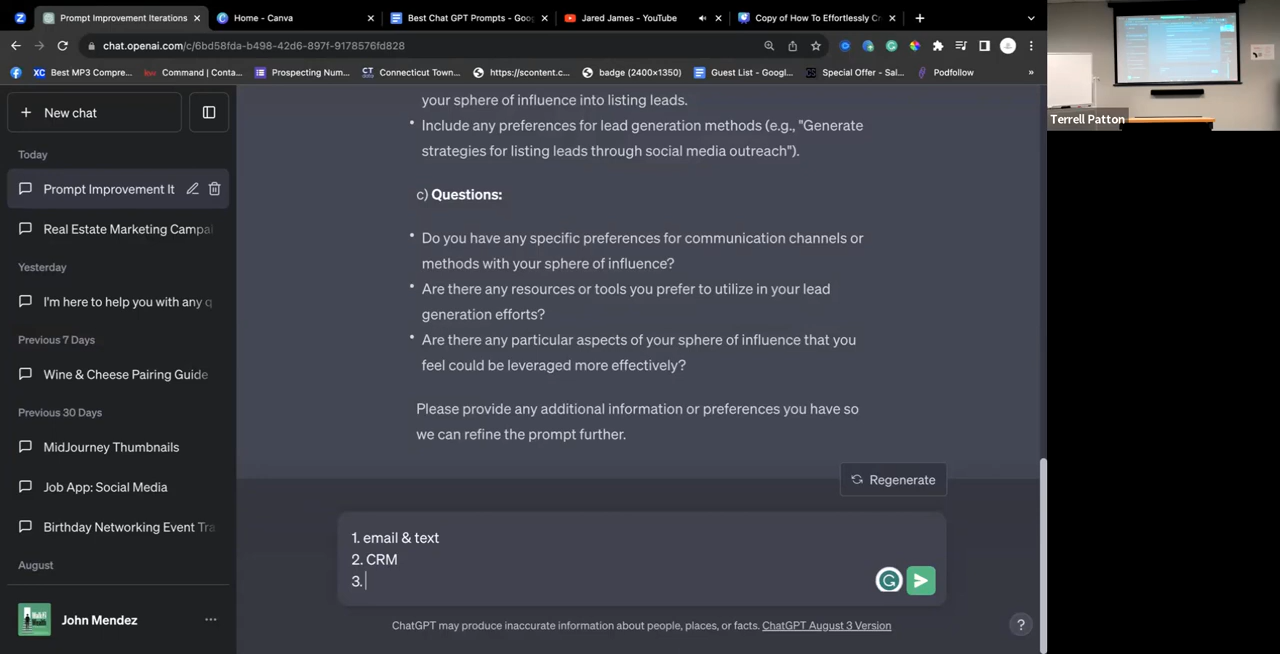 Prompt Improvement Iterations
Home - Canva
Best Chat GPT Prompts - Goo
Jared James - YouTube
Copy of How To Effortlessly Cr
chat.openai.com/c/6bd58fda-b498-42d6-897f-9178576fd828
XC Best MP3 Compre...
Command | Conta...
Prospecting Num...
CT Connecticut Town...
https://scontent.c...
badge (2400×1350)
Guest List - Googl...
Special Offer - Sal...
Podfollow
»
Terrell Patton
+ New chat
Today
Prompt Improvement It
Real Estate Marketing Campa
Yesterday
I'm here to help you with any q
Previous 7 Days
Wine & Cheese Pairing Guide
Previous 30 Days
MidJourney Thumbnails
Job App: Social Media
Birthday Networking Event Tra
August
John Mendez
your sphere of influence into listing leads.
• Include any preferences for lead generation methods (e.g., "Generate
strategies for listing leads through social media outreach").
c) Questions:
• Do you have any specific preferences for communication channels or
methods with your sphere of influence?
• Are there any resources or tools you prefer to utilize in your lead
generation efforts?
• Are there any particular aspects of your sphere of influence that you
feel could be leveraged more effectively?
Please provide any additional information or preferences you have so
we can refine the prompt further.
Regenerate
1. email & text
2. CRM
3.
ChatGPT may produce inaccurate information about people, places, or facts. ChatGPT August 3 Version
?